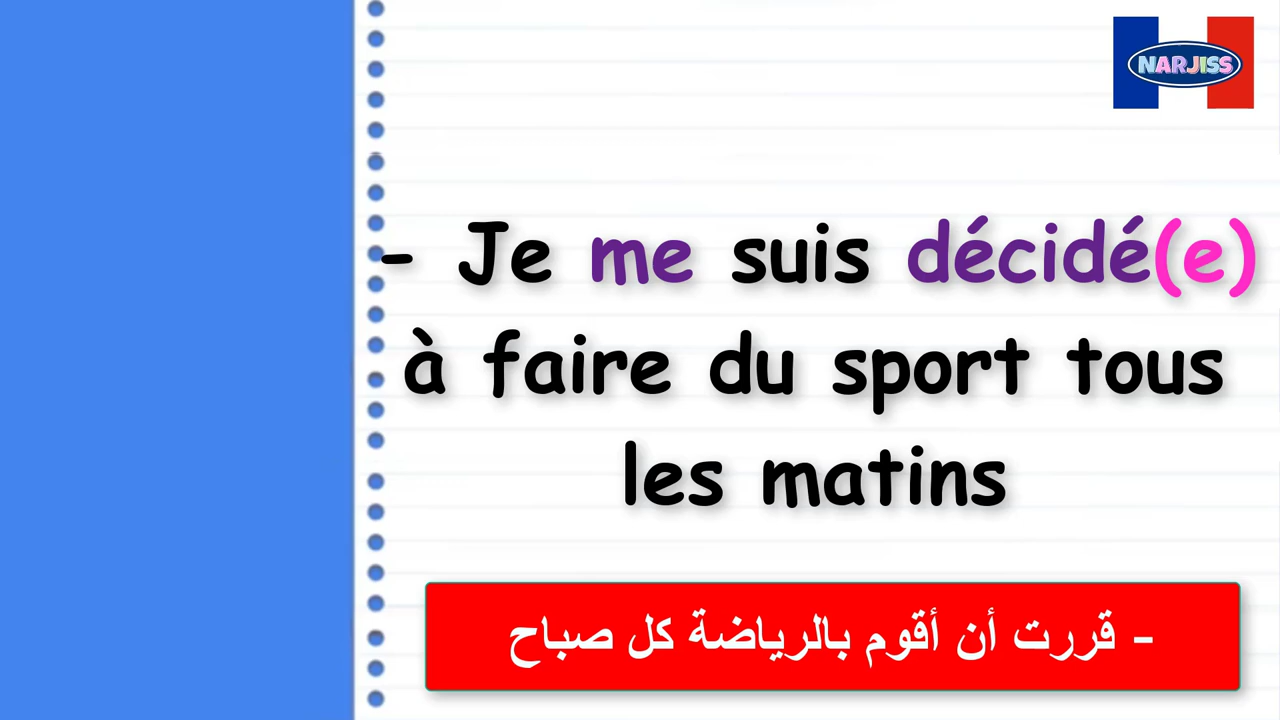 NARJISS
- Je me suis décidé(e)
à faire du sport tous
les matins
- قررت أن أقوم بالرياضة كل صباح